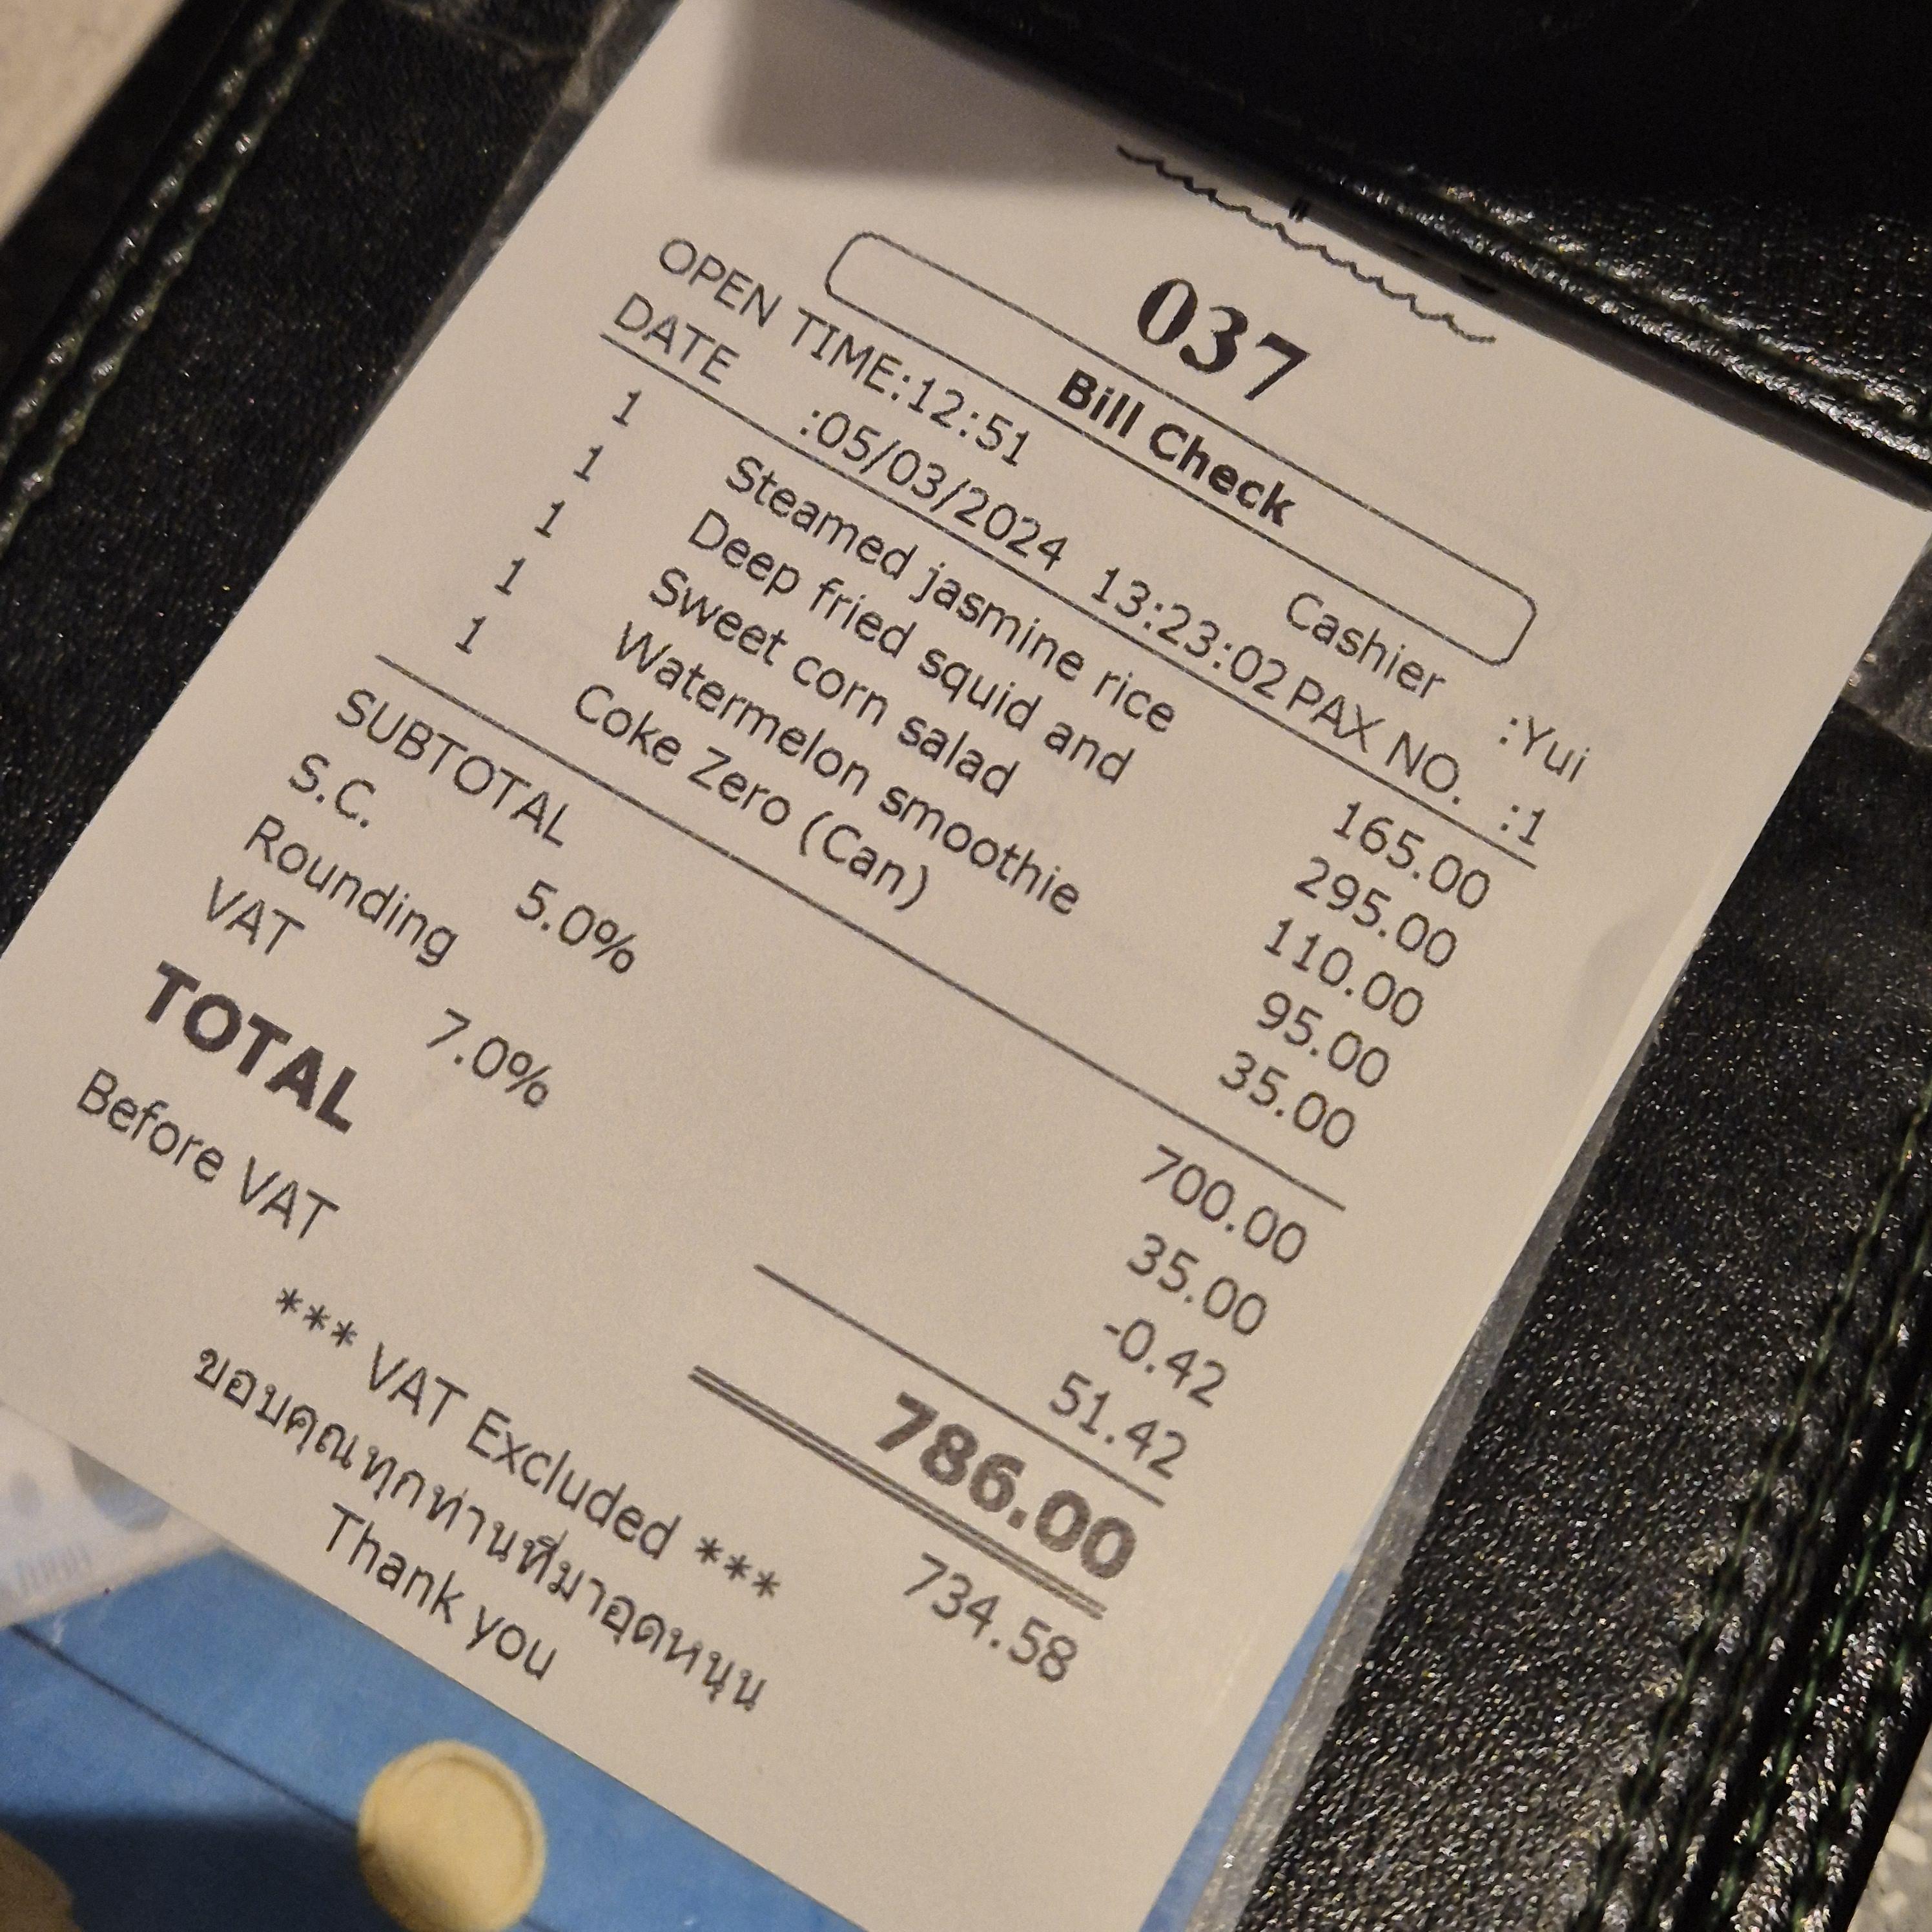 037
Bill Check
OPEN TIME:12:51 Cashier :Yui
DATE :05/03/2024 13:23:02 PAX NO. :1
1 Steamed jasmine rice 165.00
1 Deep fried squid and 295.00
1 Sweet corn salad 110.00
1 Watermelon smoothie 95.00
1 Coke Zero (Can) 35.00
SUBTOTAL 700.00
S.C. 5.0% 35.00
Rounding -0.42
VAT 7.0% 51.42
TOTAL 786.00
Before VAT 734.58
*** VAT Excluded ***
ขอบคุณทุกท่านที่มาอุดหนุน
Thank you